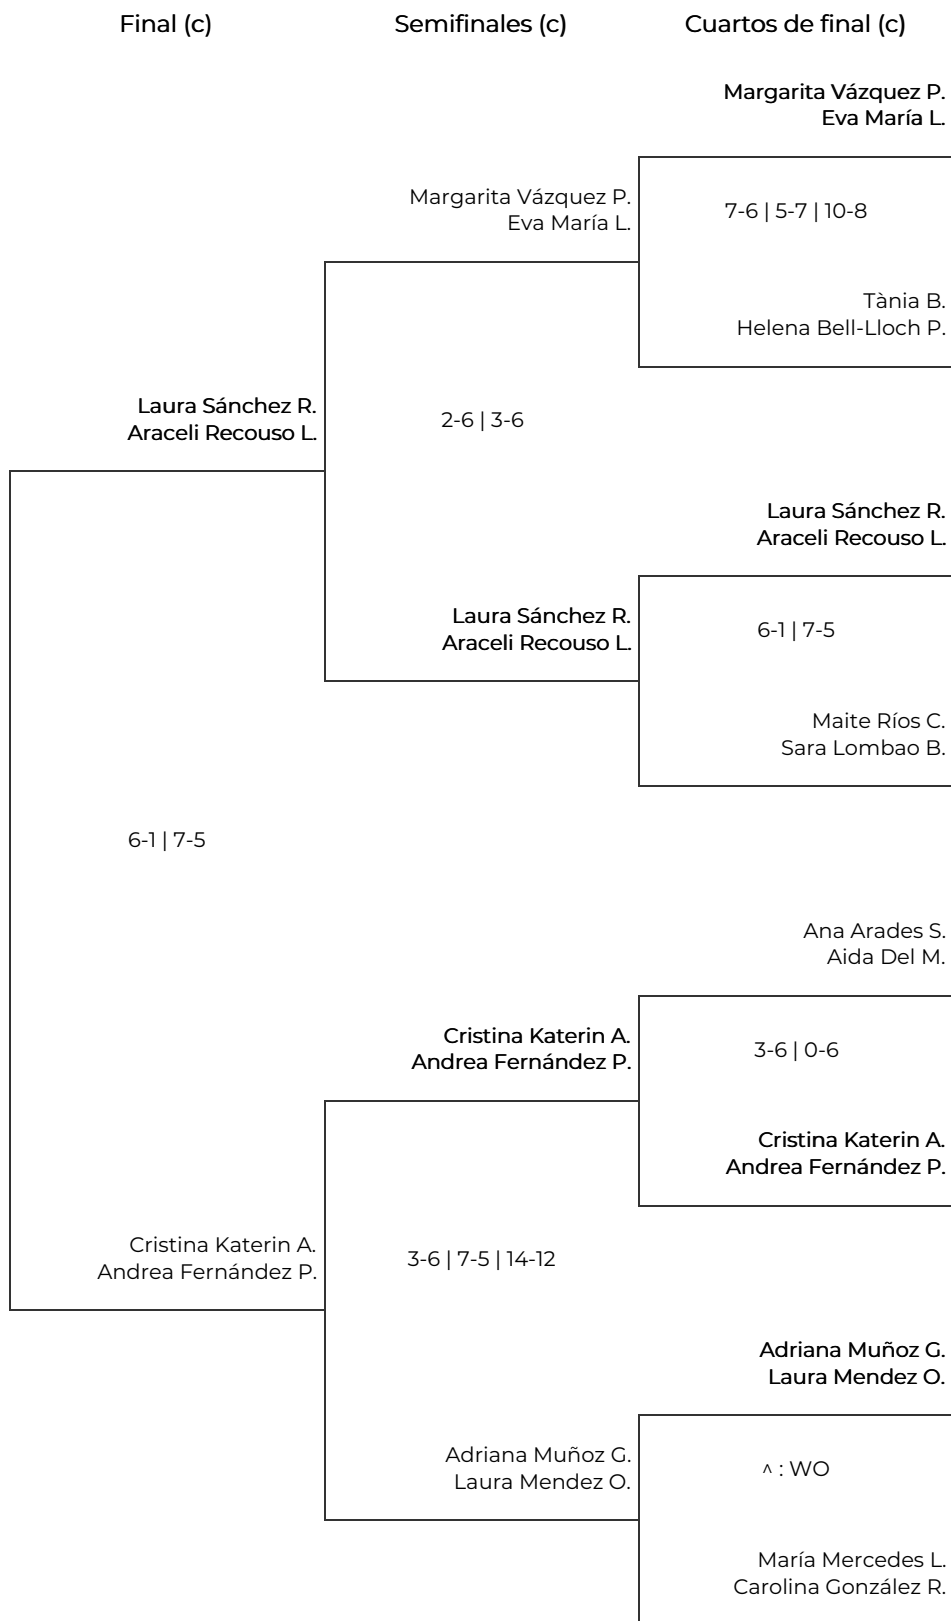 Final (c)
Semifinales (c)
Cuartos de final (c)
Margarita Vázquez P.
Eva María L.
Margarita Vázquez P.
Eva María L.
7-6 | 5-7 | 10-8
Tània B.
Helena Bell-Lloch P.
Laura Sánchez R.
Araceli Recouso L.
2-6 | 3-6
Laura Sánchez R.
Araceli Recouso L.
Laura Sánchez R.
Araceli Recouso L.
6-1 | 7-5
Maite Ríos C.
Sara Lombao B.
6-1 | 7-5
Ana Arades S.
Aida Del M.
Cristina Katerin A.
Andrea Fernández P.
3-6 | 0-6
Cristina Katerin A.
Andrea Fernández P.
Cristina Katerin A.
Andrea Fernández P.
3-6 | 7-5 | 14-12
Adriana Muñoz G.
Laura Mendez O.
Adriana Muñoz G.
Laura Mendez O.
^ : WO
María Mercedes L.
Carolina González R.